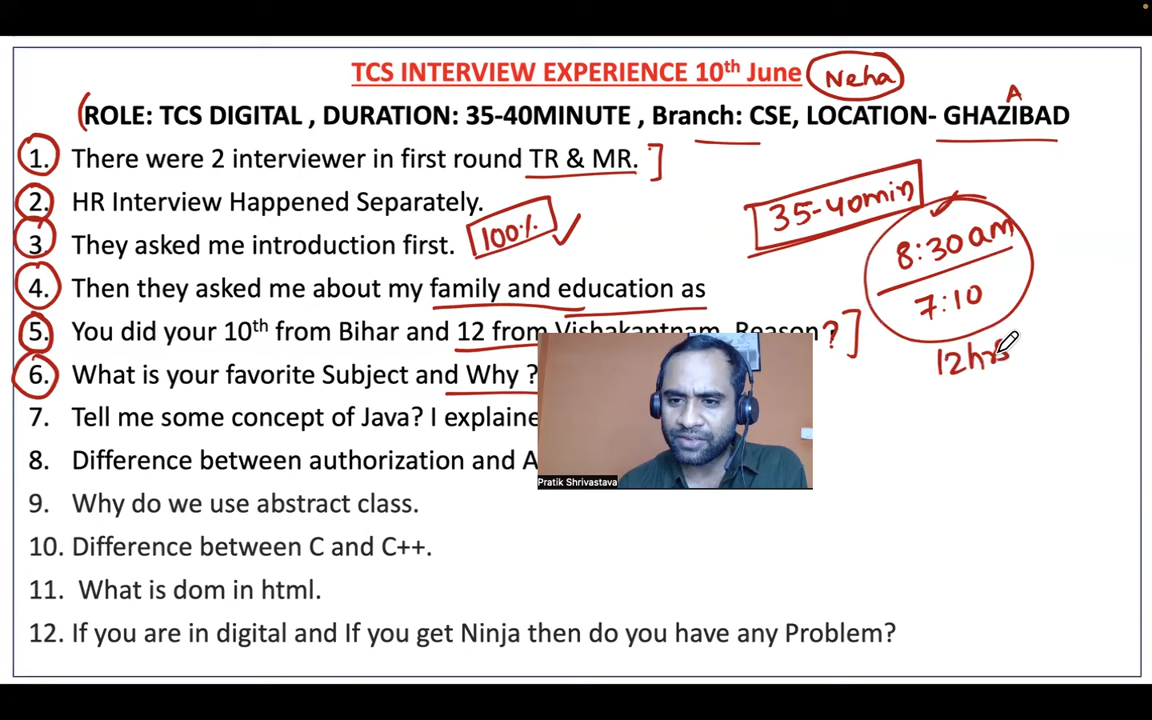 TCS INTERVIEW EXPERIENCE 10th June Neha
A
(ROLE: TCS DIGITAL , DURATION: 35-40MINUTE , Branch: CSE, LOCATION- GHAZIBAD
1. There were 2 interviewer in first round TR & MR. ]
2. HR Interview Happened Separately.
35-40min
3. They asked me introduction first. 100% ✓
8:30am
4. Then they asked me about my family and education as
7:10
5. You did your 10th from Bihar and 12 from Vishakaptnam. Reason ? ]
12hrs
6. What is your favorite Subject and Why ?
7. Tell me some concept of Java? I explaine
8. Difference between authorization and A
Pratik Shrivastava
9. Why do we use abstract class.
10. Difference between C and C++.
11. What is dom in html.
12. If you are in digital and If you get Ninja then do you have any Problem?